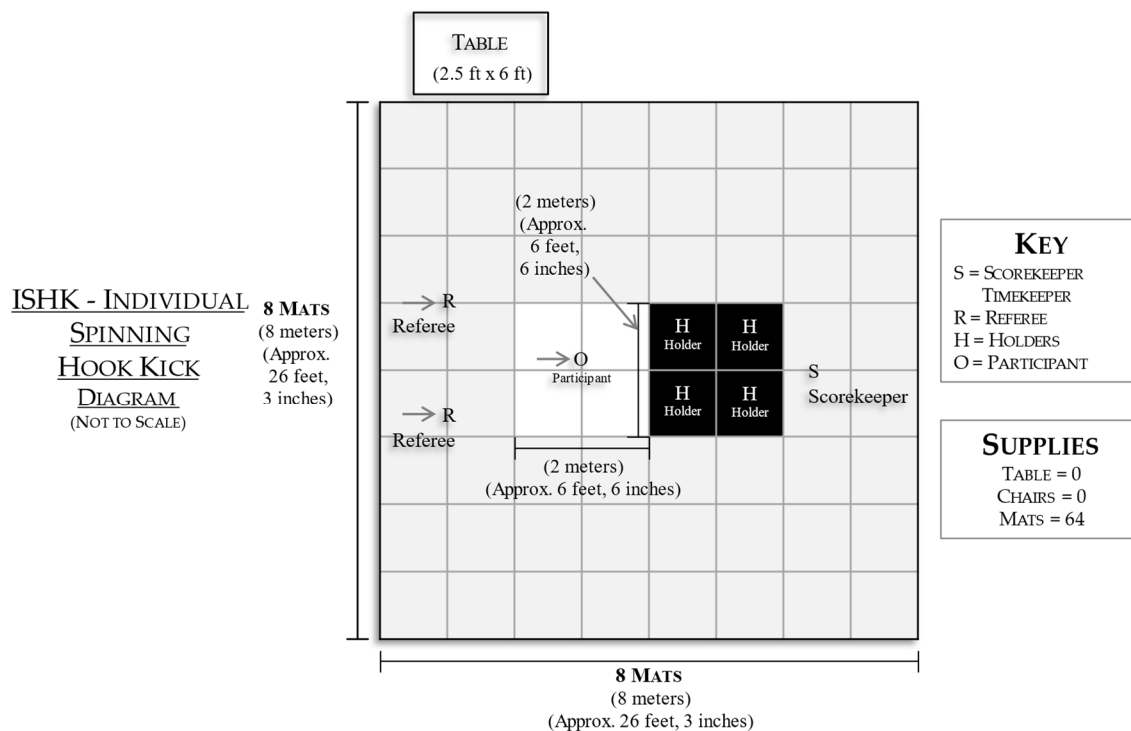 TABLE
(2.5 ft x 6 ft)
(2 meters)
(Approx.
6 feet,
6 inches)
ISHK - INDIVIDUAL
SPINNING
HOOK KICK
DIAGRAM
(NOT TO SCALE)
8 MATS
(8 meters)
(Approx.
26 feet,
3 inches)
R
Referee
O
Participant
R
Referee
H
Holder
H
Holder
H
Holder
H
Holder
S
Scorekeeper
(2 meters)
(Approx. 6 feet, 6 inches)
8 MATS
(8 meters)
(Approx. 26 feet, 3 inches)
KEY
S = SCOREKEEPER
TIMEKEEPER
R = REFEREE
H = HOLDERS
O = PARTICIPANT
SUPPLIES
TABLE = 0
CHAIRS = 0
MATS = 64